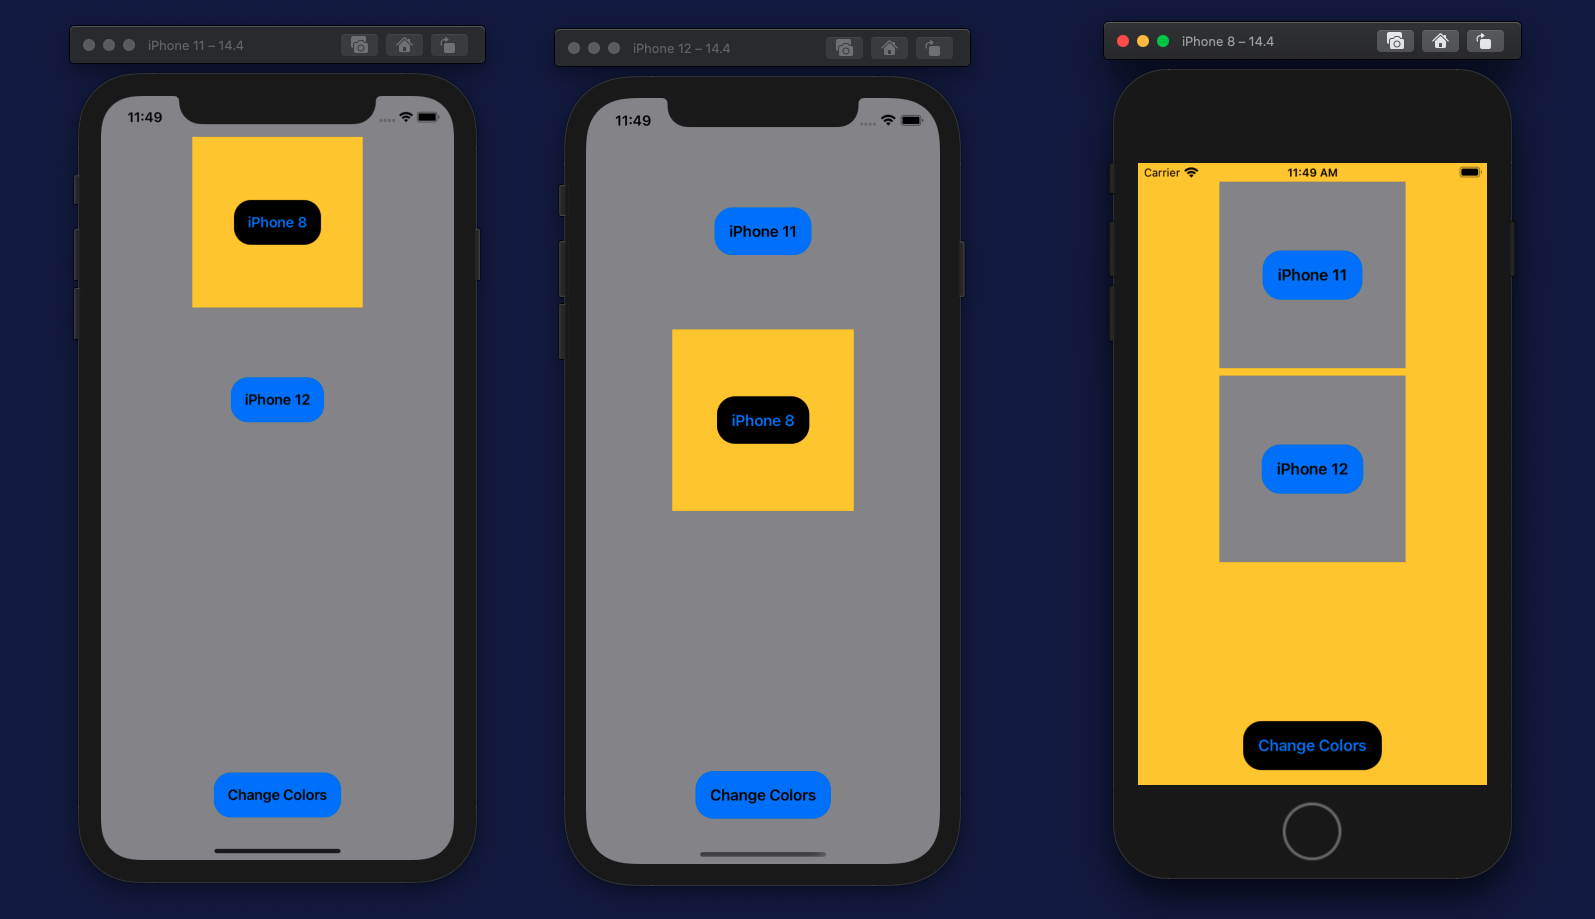 iPhone 11 – 14.4
11:49
iPhone 8
iPhone 12
Change Colors
iPhone 12 – 14.4
11:49
iPhone 11
iPhone 8
Change Colors
iPhone 8 – 14.4
Carrier 11:49 AM
iPhone 11
iPhone 12
Change Colors